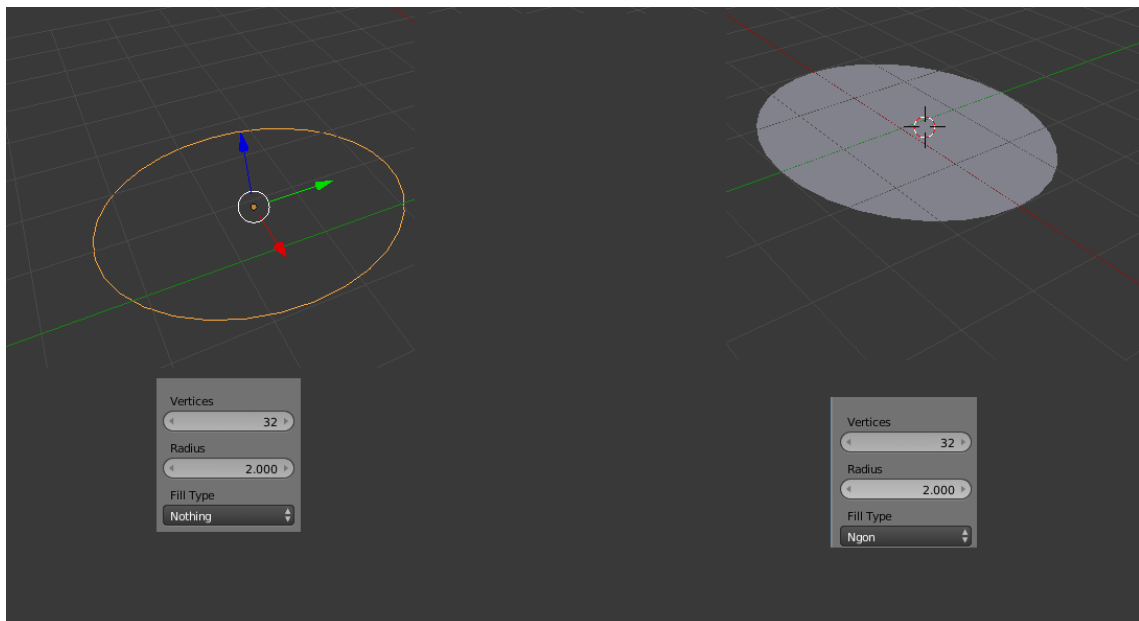 Vertices
32
Radius
2.000
Fill Type
Nothing
Vertices
32
Radius
2.000
Fill Type
Ngon